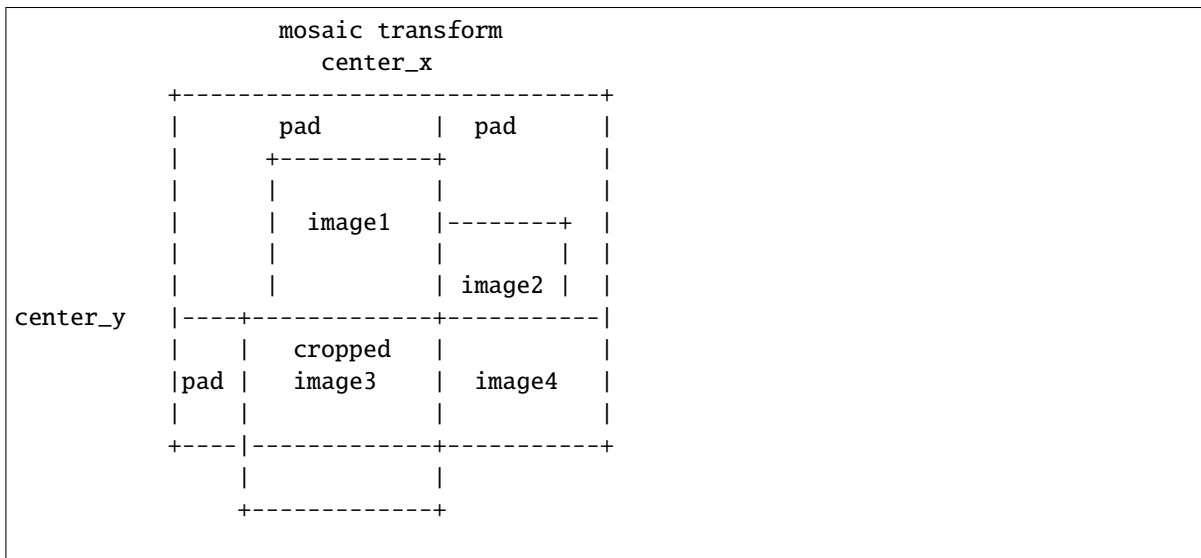 mosaic transform
center_x
+------------------------------+
| pad | pad |
| +-----------+ |
| | | |
| | image1 |--------+ |
| | | | |
| | | image2 | |
center_y |----+-------------+-----------|
| | cropped | |
|pad | image3 | image4 |
| | | |
+----|-------------+-----------+
| |
+-------------+